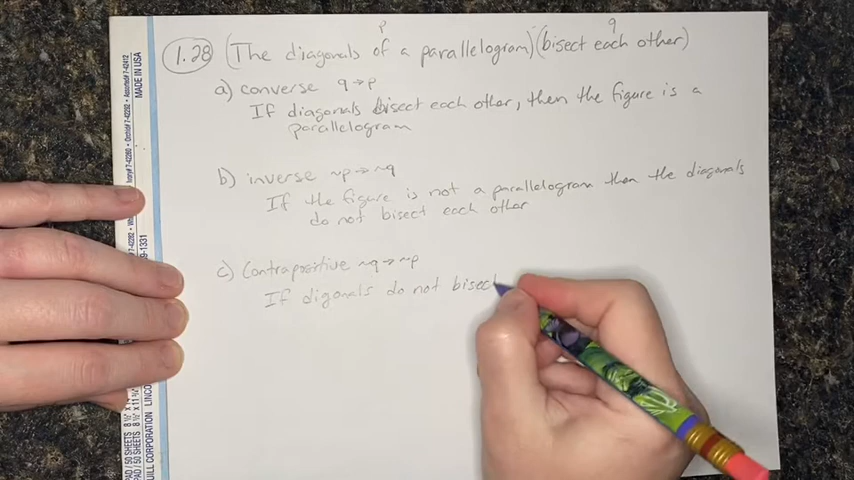 p q
1.28 (The diagonals of a parallelogram) (bisect each other)
a) converse q→p
If diagonals bisect each other, then the figure is a
parallelogram
b) inverse ~p→~q
If the figure is not a parallelogram then the diagonals
do not bisect each other
c) Contrapositive ~q→~p
If digonals do not bisect
MADE IN USA